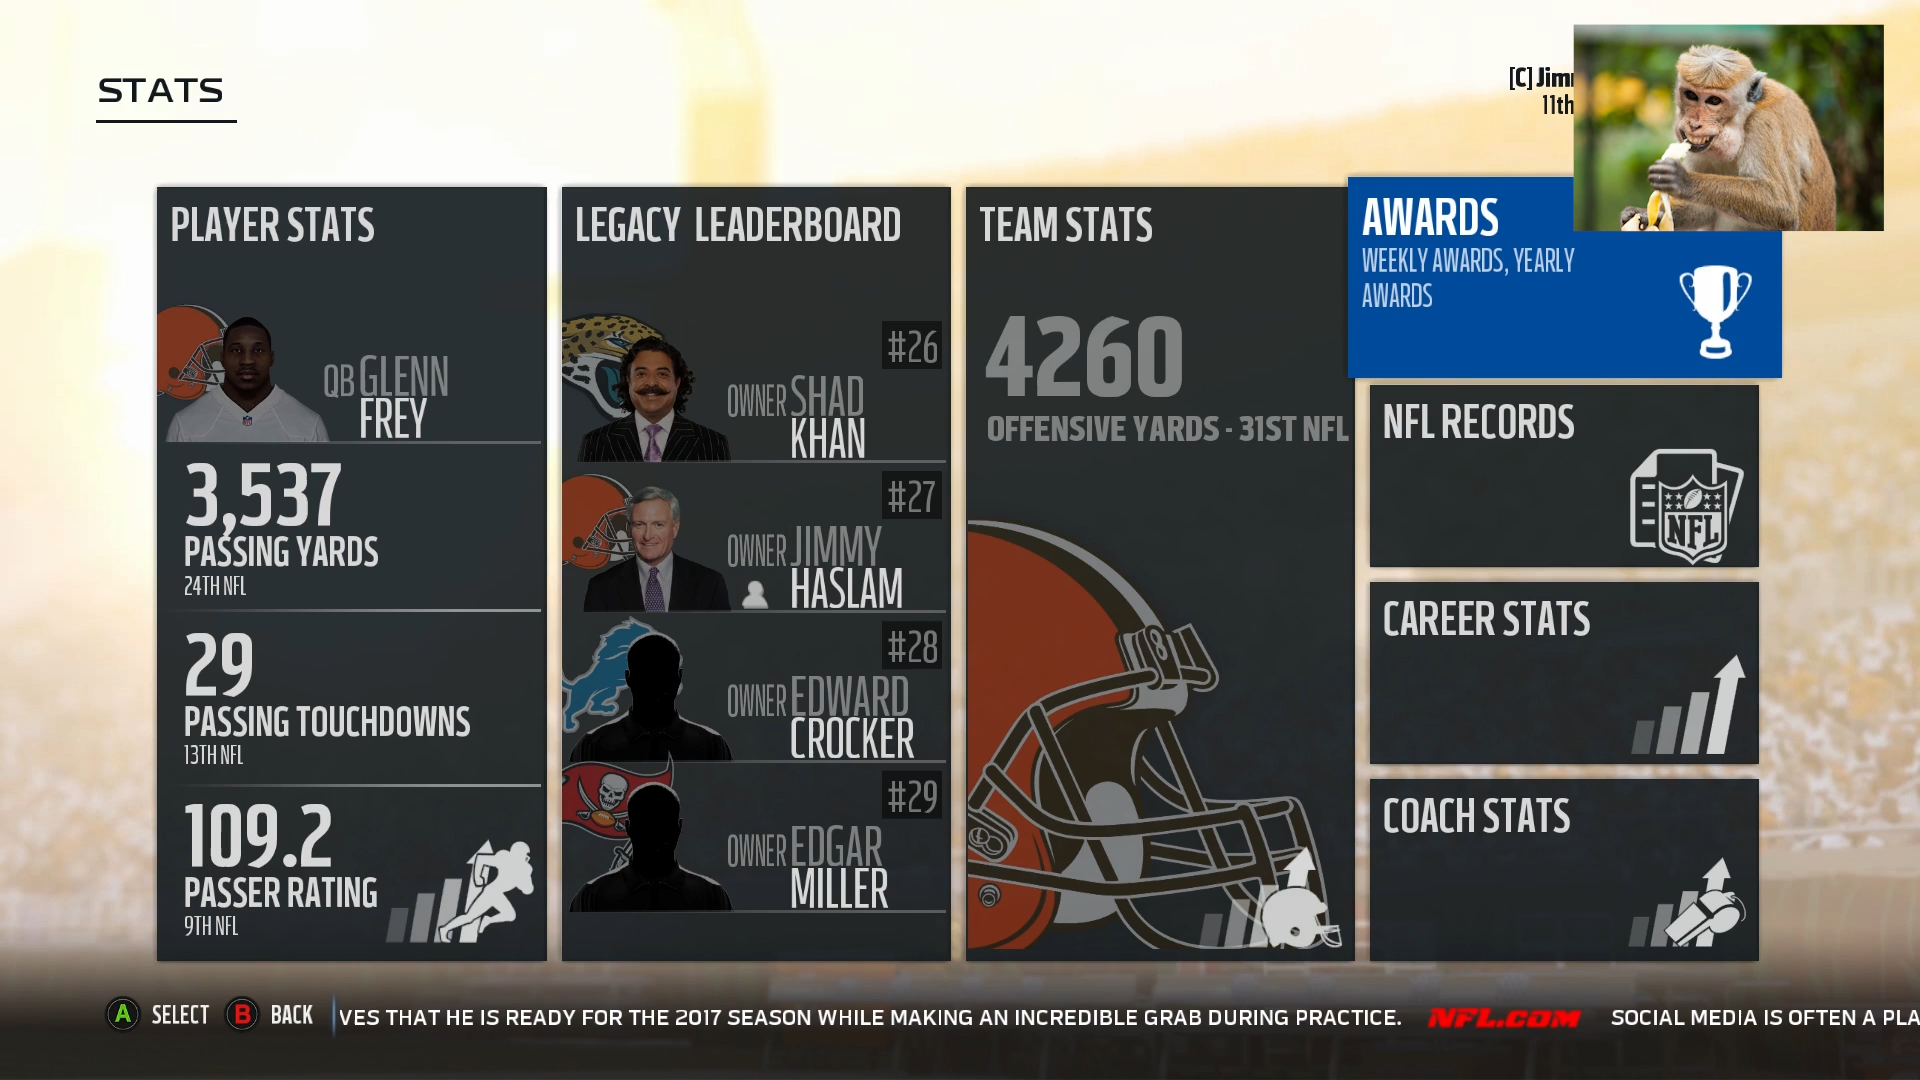 STATS
[C] Jim
11th
PLAYER STATS
QB GLENN
FREY
3,537
PASSING YARDS
24TH NFL
29
PASSING TOUCHDOWNS
13TH NFL
109.2
PASSER RATING
9TH NFL
LEGACY LEADERBOARD
#26
OWNER SHAD
KHAN
#27
OWNER JIMMY
HASLAM
#28
OWNER EDWARD
CROCKER
#29
OWNER EDGAR
MILLER
TEAM STATS
4260
OFFENSIVE YARDS - 31ST NFL
AWARDS
WEEKLY AWARDS, YEARLY
AWARDS
NFL RECORDS
NFL
CAREER STATS
COACH STATS
A SELECT B BACK VES THAT HE IS READY FOR THE 2017 SEASON WHILE MAKING AN INCREDIBLE GRAB DURING PRACTICE. NFL.COM SOCIAL MEDIA IS OFTEN A PLA